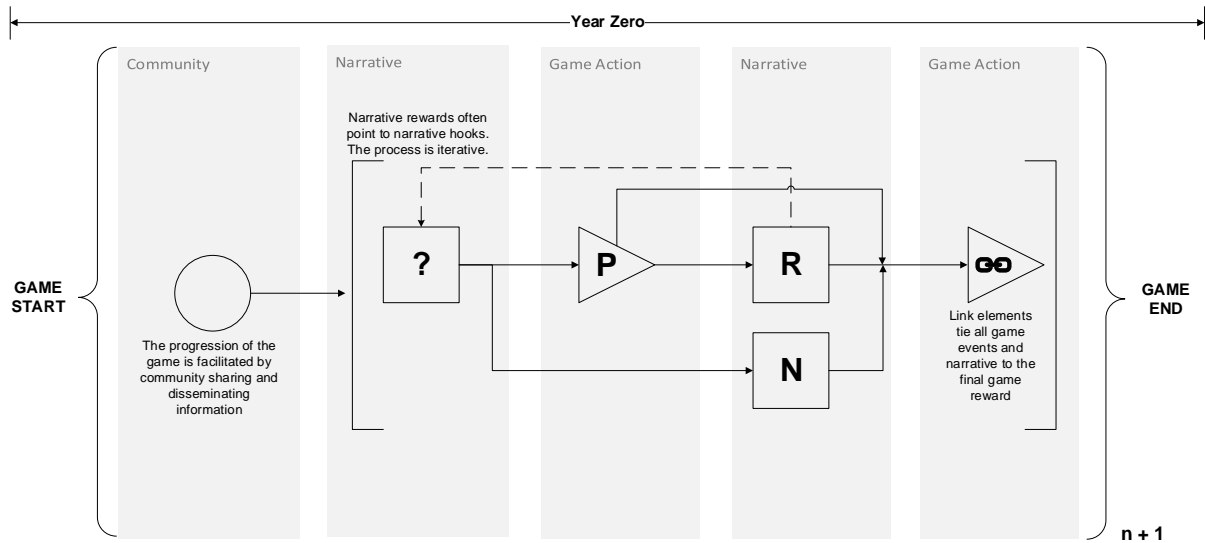 Year Zero
Community
Narrative
Game Action
Narrative
Game Action
Narrative rewards often
point to narrative hooks.
The process is iterative.
?
P
R
N
GAME
START
GAME
END
The progression of the
game is facilitated by
community sharing and
disseminating
information
Link elements
tie all game
events and
narrative to the
final game
reward
n + 1